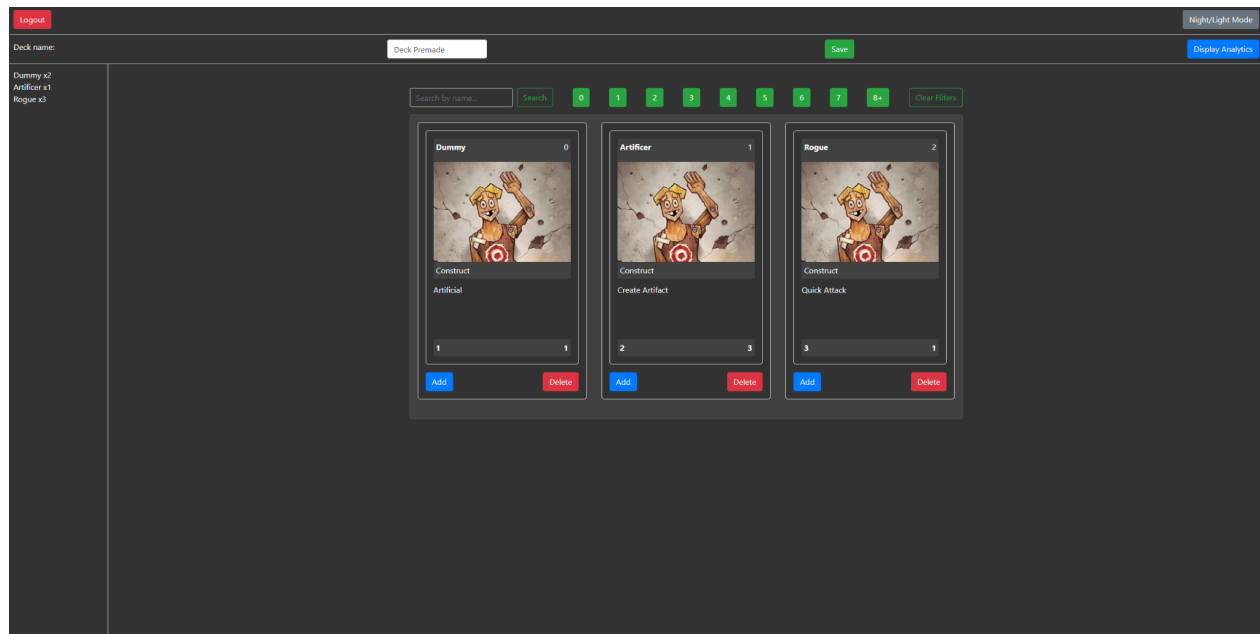 Logout Night/Light Mode
Deck name: Deck Premade Save Display Analytics
Dummy x2
Artificer x1
Rogue x3
Search by name... Search 0 1 2 3 4 5 6 7 8+ Clear Filters
Dummy 0
Construct
Artificial
1 1
Add Delete
Artificer 1
Construct
Create Artifact
2 3
Add Delete
Rogue 2
Construct
Quick Attack
3 1
Add Delete